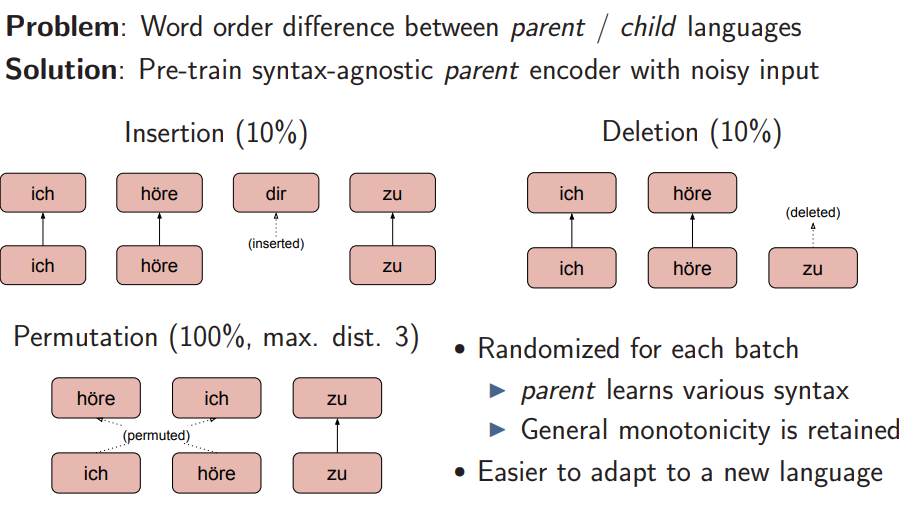 Problem: Word order difference between parent / child languages
Solution: Pre-train syntax-agnostic parent encoder with noisy input
Insertion (10%)
ich höre dir zu
(inserted)
ich höre zu
Deletion (10%)
ich höre
(deleted)
ich höre zu
Permutation (100%, max. dist. 3)
höre ich zu
(permuted)
ich höre zu
• Randomized for each batch
▶ parent learns various syntax
▶ General monotonicity is retained
• Easier to adapt to a new language